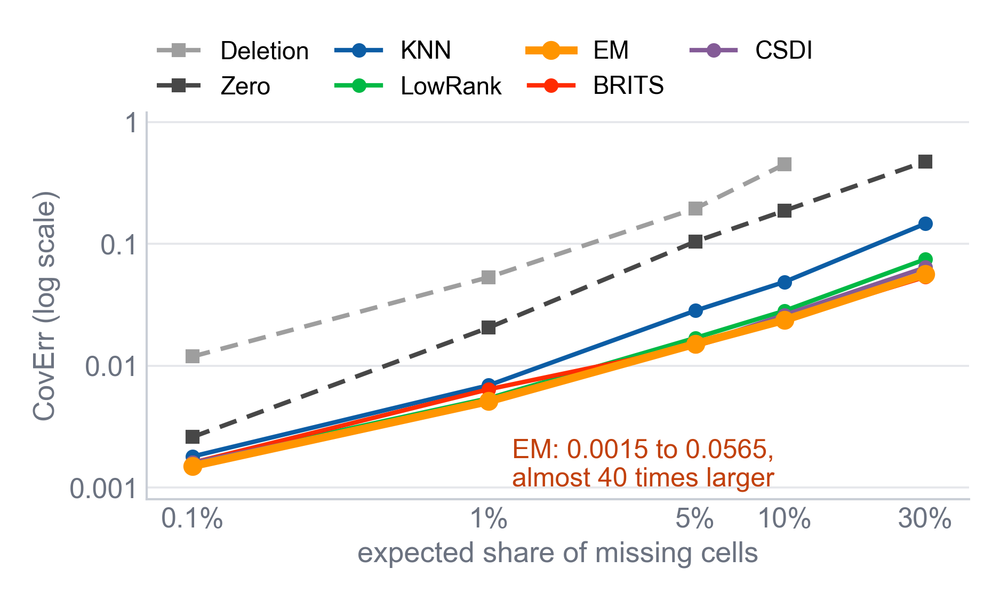 Deletion
KNN
EM
CSDI
Zero
LowRank
BRITS
1
0.1
0.01
0.001
CovErr (log scale)
EM: 0.0015 to 0.0565,
almost 40 times larger
0.1%
1%
5%
10%
30%
expected share of missing cells